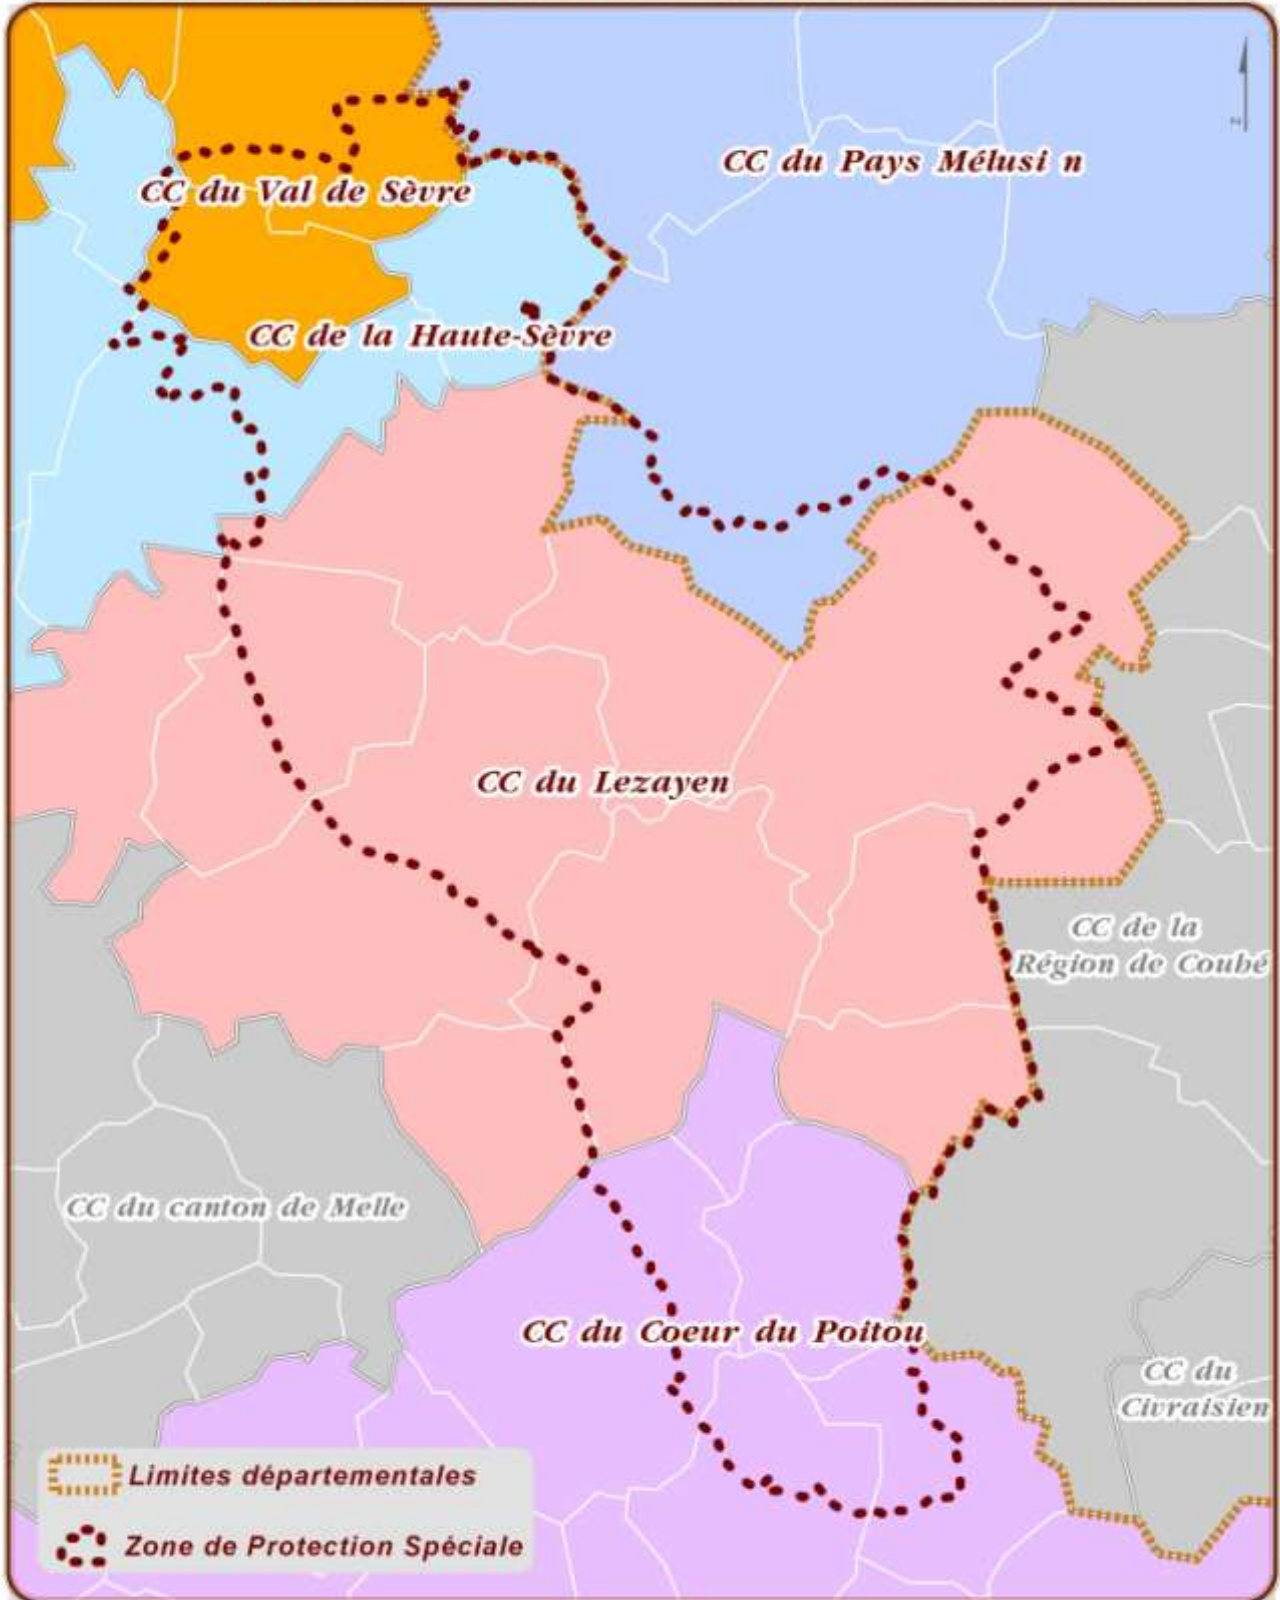 N
CC du Pays Mélusi n
CC du Val de Sèvre
CC de la Haute-Sèvre
CC du Lezayen
CC de la
Région de Couhé
CC du canton de Melle
CC du Coeur du Poitou
CC du
Civraisien
Limites départementales
Zone de Protection Spéciale